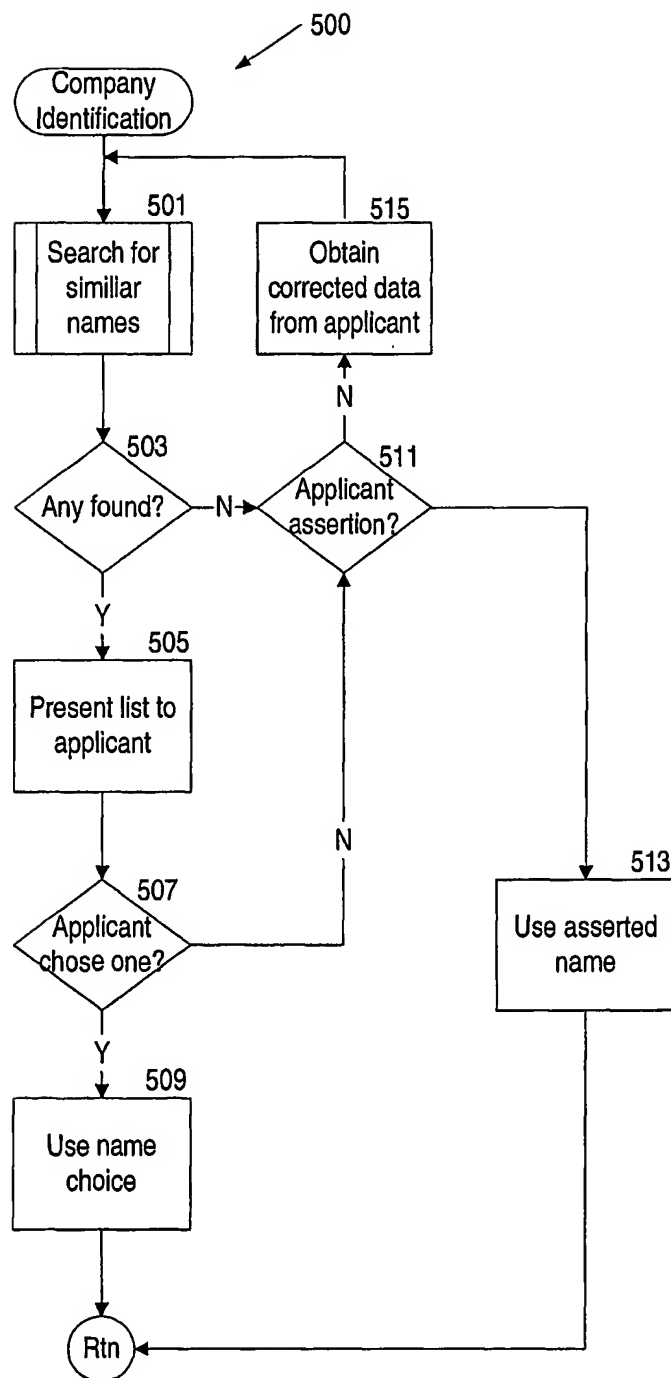 500
Company
Identification
501
Search for
simillar
names
515
Obtain
corrected data
from applicant
N
503
Any found?
N
511
Applicant
assertion?
Y
505
Present list to
applicant
N
507
Applicant
chose one?
513
Use asserted
name
Y
509
Use name
choice
Rtn